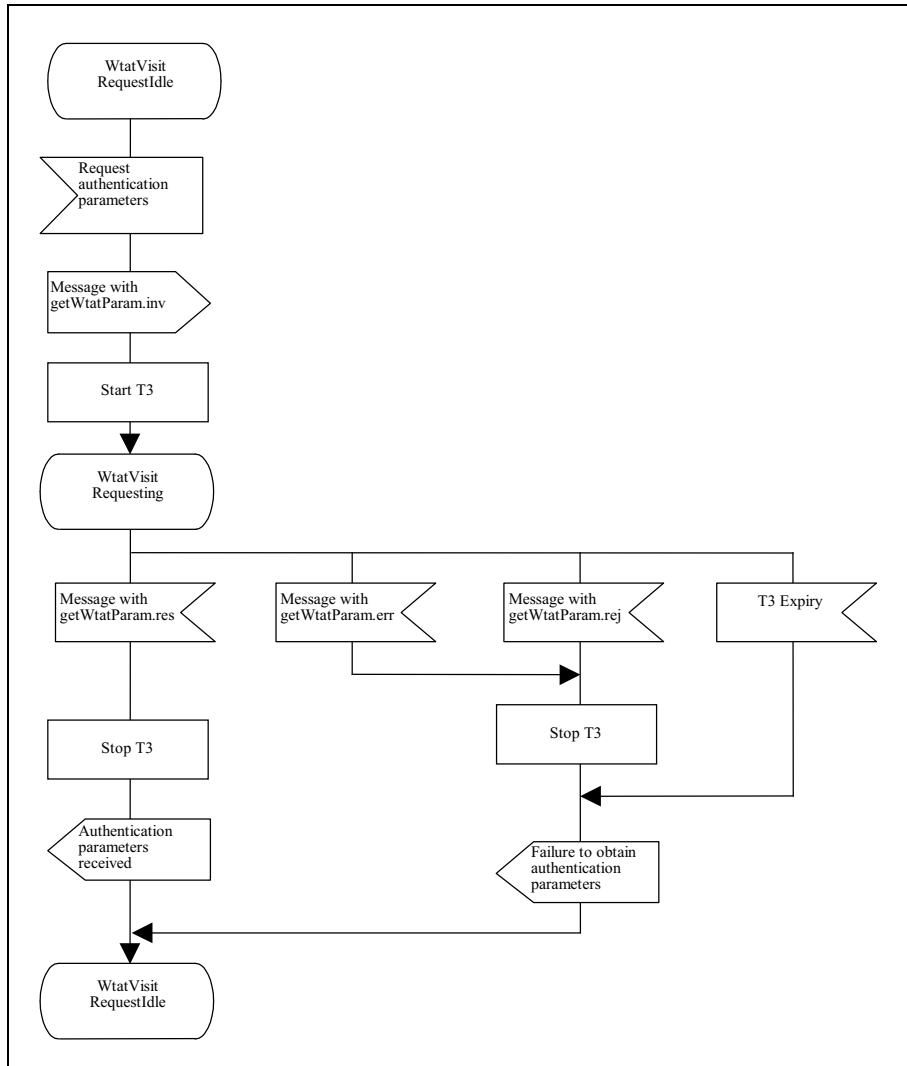 WtatVisit
RequestIdle
Request
authentication
parameters
Message with
getWtatParam.inv
Start T3
WtatVisit
Requesting
Message with
getWtatParam.res
Message with
getWtatParam.err
Message with
getWtatParam.rej
T3 Expiry
Stop T3
Stop T3
Authentication
parameters
received
Failure to obtain
authentication
parameters
WtatVisit
RequestIdle